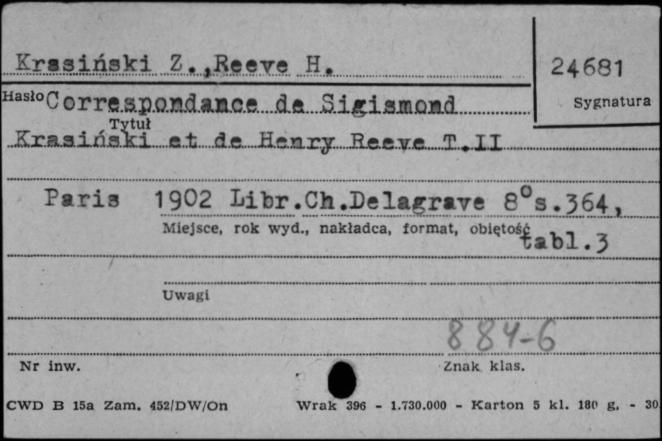 Krasiński Z.,Reeve H.
24681
Hasło Correspondance de Sigismond
Sygnatura
Tytuł
Krasiński et de Henry Reeve T.II
Paris 1902 Libr.Ch.Delagrave 8° s.364,
Miejsce, rok wyd., nakładca, format, objętość
tabl.3
Uwagi
884-6
Nr inw.
Znak klas.
CWD B 15a Zam. 452/DW/On Wrak 396 - 1.730.000 - Karton 5 kl. 180 g. - 30